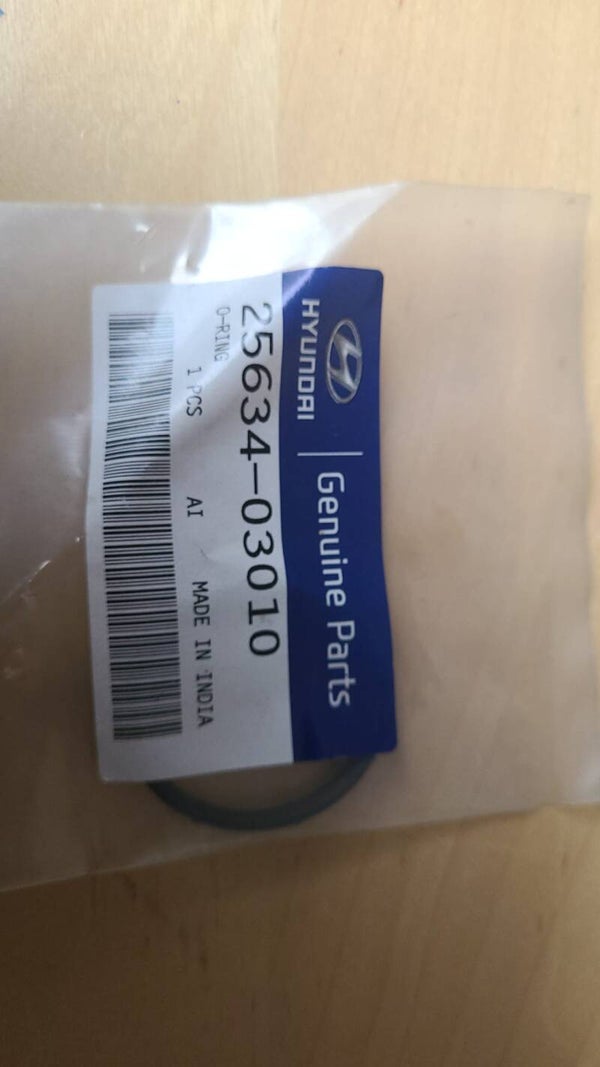 HYUNDAI | Genuine Parts
25634-03010
O-RING
1 PCS AI MADE IN INDIA